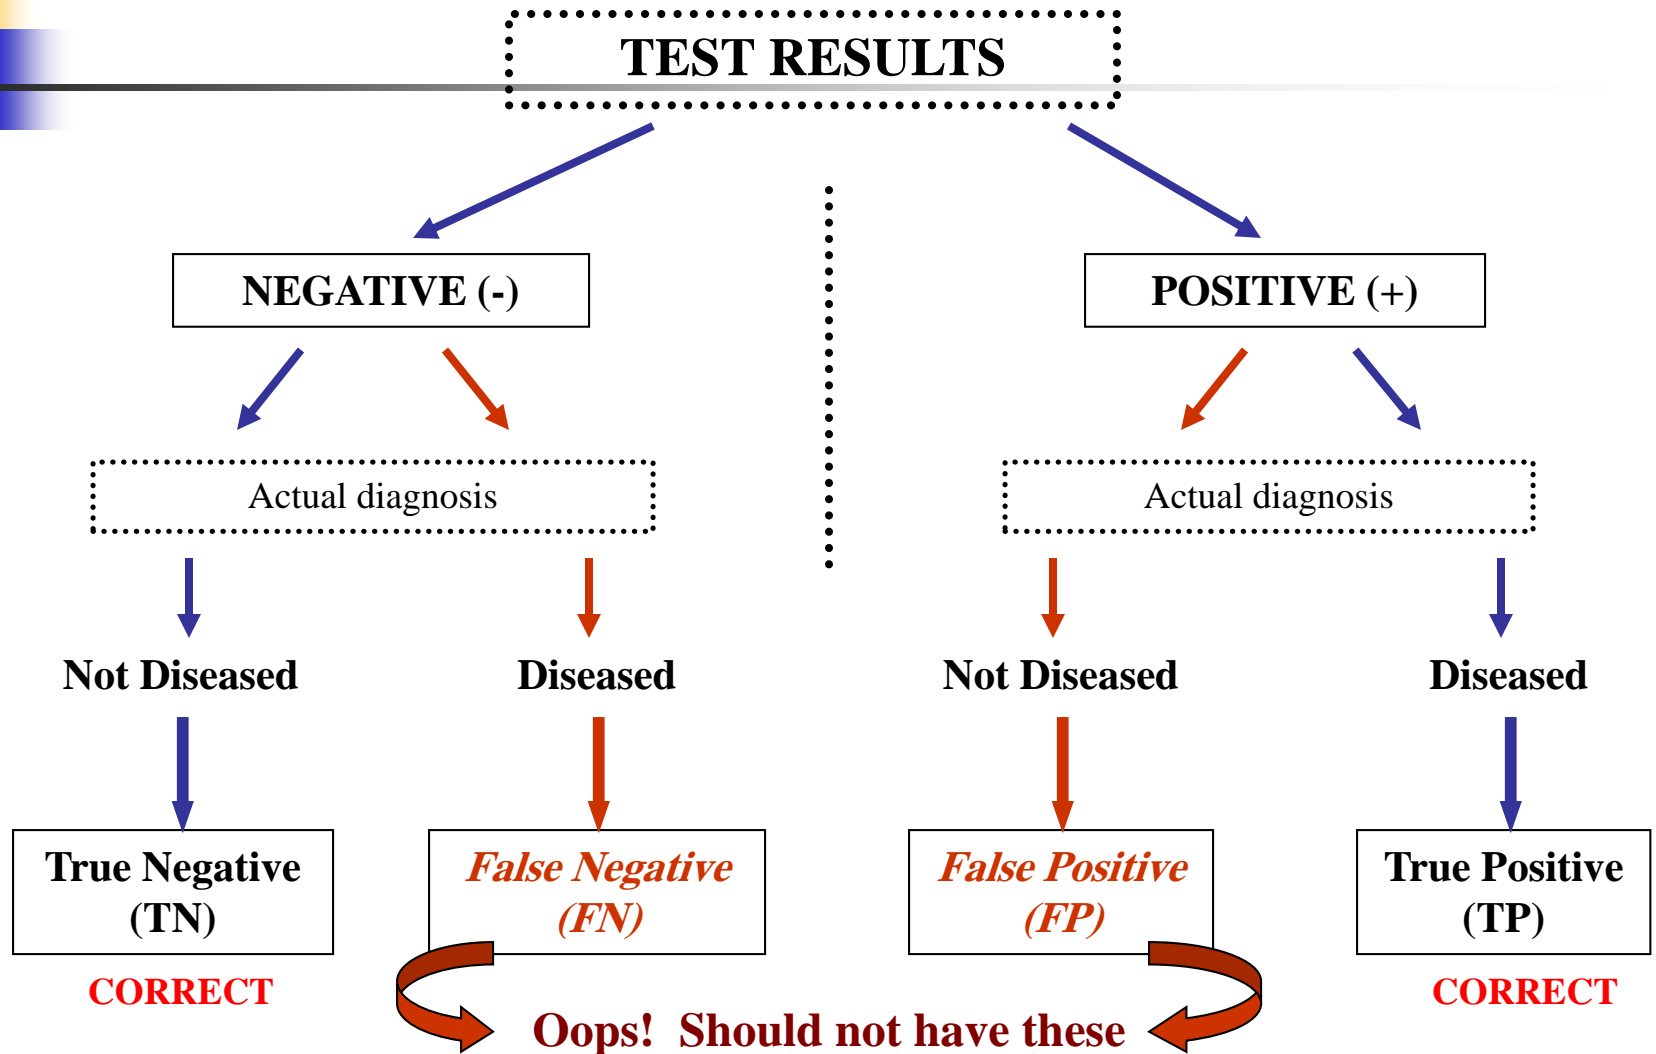 TEST RESULTS
NEGATIVE (-)
POSITIVE (+)
Actual diagnosis
Actual diagnosis
Not Diseased
Diseased
Not Diseased
Diseased
True Negative
(TN)
False Negative
(FN)
False Positive
(FP)
True Positive
(TP)
CORRECT
CORRECT
Oops! Should not have these